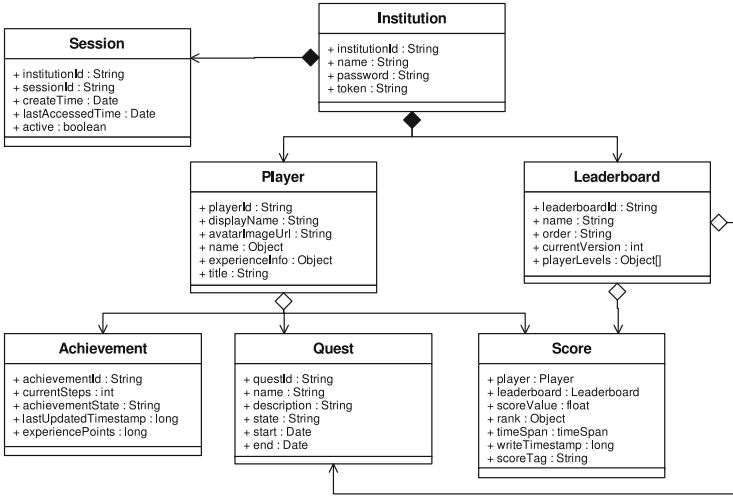 Institution
+ institutionId : String
+ name : String
+ password : String
+ token : String
Session
+ institutionId : String
+ sessionId : String
+ createTime : Date
+ lastAccessedTime : Date
+ active : boolean
Player
+ playerId : String
+ displayName : String
+ avatarImageUrl : String
+ name : Object
+ experienceInfo : Object
+ title : String
Leaderboard
+ leaderboardId : String
+ name : String
+ order : String
+ currentVersion : int
+ playerLevels : Object[]
Achievement
+ achievementId : String
+ currentSteps : int
+ achievementState : String
+ lastUpdatedTimestamp : long
+ experiencePoints : long
Quest
+ questId : String
+ name : String
+ description : String
+ state : String
+ start : Date
+ end : Date
Score
+ player : Player
+ leaderboard : Leaderboard
+ scoreValue : float
+ rank : Object
+ timeSpan : timeSpan
+ writeTimestamp : long
+ scoreTag : String